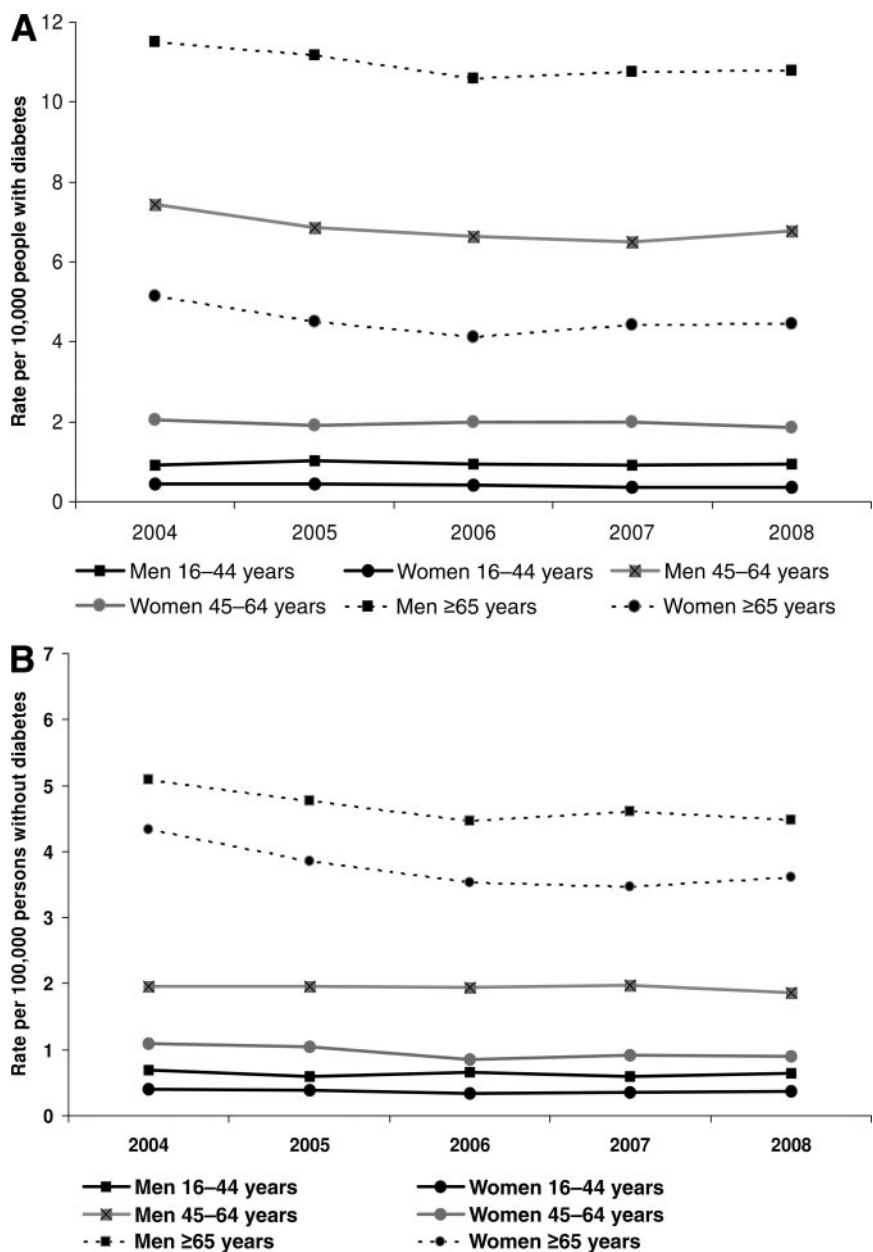 A
Rate per 10,000 people with diabetes
12
10
8
6
4
2
0
2004 2005 2006 2007 2008
Men 16–44 years Women 16–44 years Men 45–64 years
Women 45–64 years Men ≥65 years Women ≥65 years
B
Rate per 100,000 persons without diabetes
7
6
5
4
3
2
1
0
2004 2005 2006 2007 2008
Men 16–44 years Women 16–44 years
Men 45–64 years Women 45–64 years
Men ≥65 years Women ≥65 years